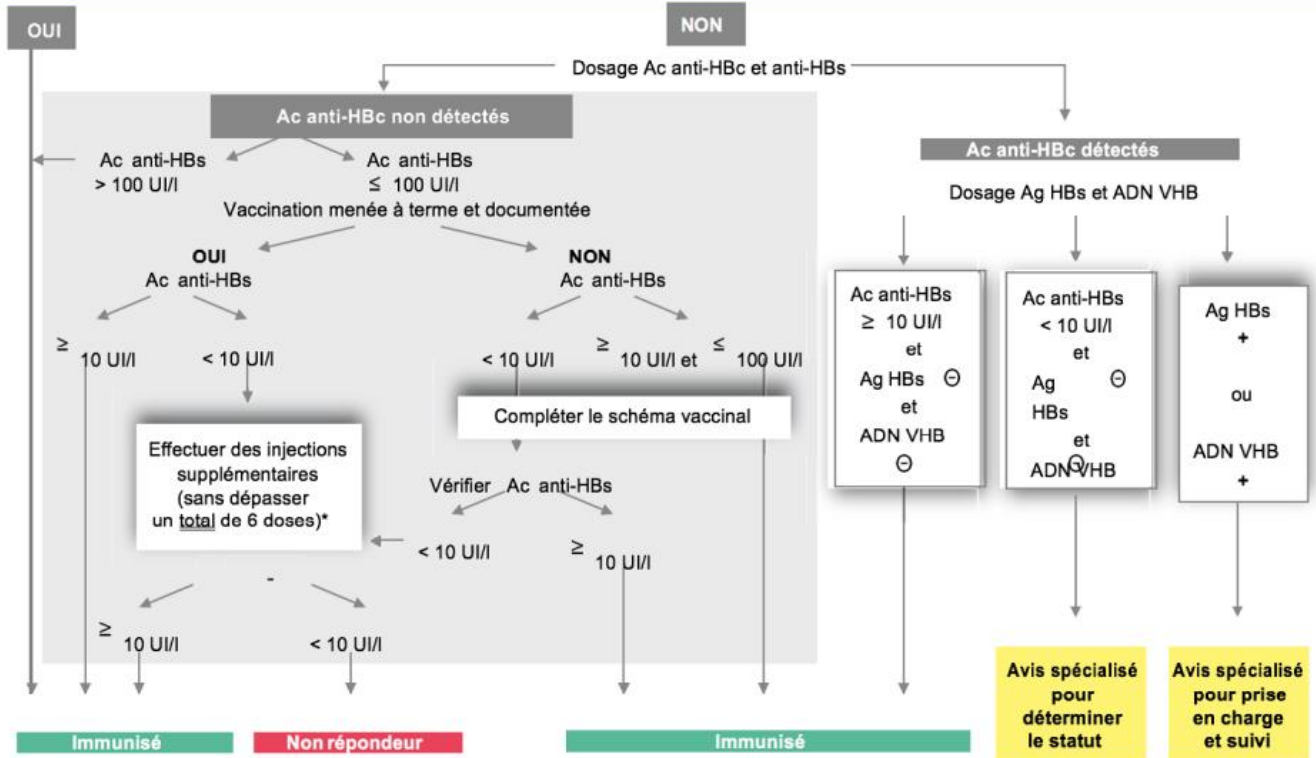 OUI
NON
Dosage Ac anti-HBc et anti-HBs
Ac anti-HBc non détectés
Ac anti-HBs
> 100 UI/l
Ac anti-HBs
≤ 100 UI/l
Vaccination menée à terme et documentée
OUI
Ac anti-HBs
NON
Ac anti-HBs
≥ 10 UI/l
< 10 UI/l
< 10 UI/l
≥ 10 UI/l et
≤ 100 UI/l
Effectuer des injections
supplémentaires
(sans dépasser
un total de 6 doses)*
Compléter le schéma vaccinal
Vérifier Ac anti-HBs
< 10 UI/l
≥ 10 UI/l
-
≥ 10 UI/l
< 10 UI/l
Ac anti-HBc détectés
Dosage Ag HBs et ADN VHB
Ac anti-HBs
≥ 10 UI/l
et
Ag HBs ⊖
et
ADN VHB
⊖
Ac anti-HBs
< 10 UI/l
et
Ag ⊖
HBs
et
ADN VHB
⊖
Ag HBs
+
ou
ADN VHB
+
Immunisé
Non répondeur
Immunisé
Avis spécialisé
pour
déterminer
le statut
Avis spécialisé
pour prise
en charge
et suivi